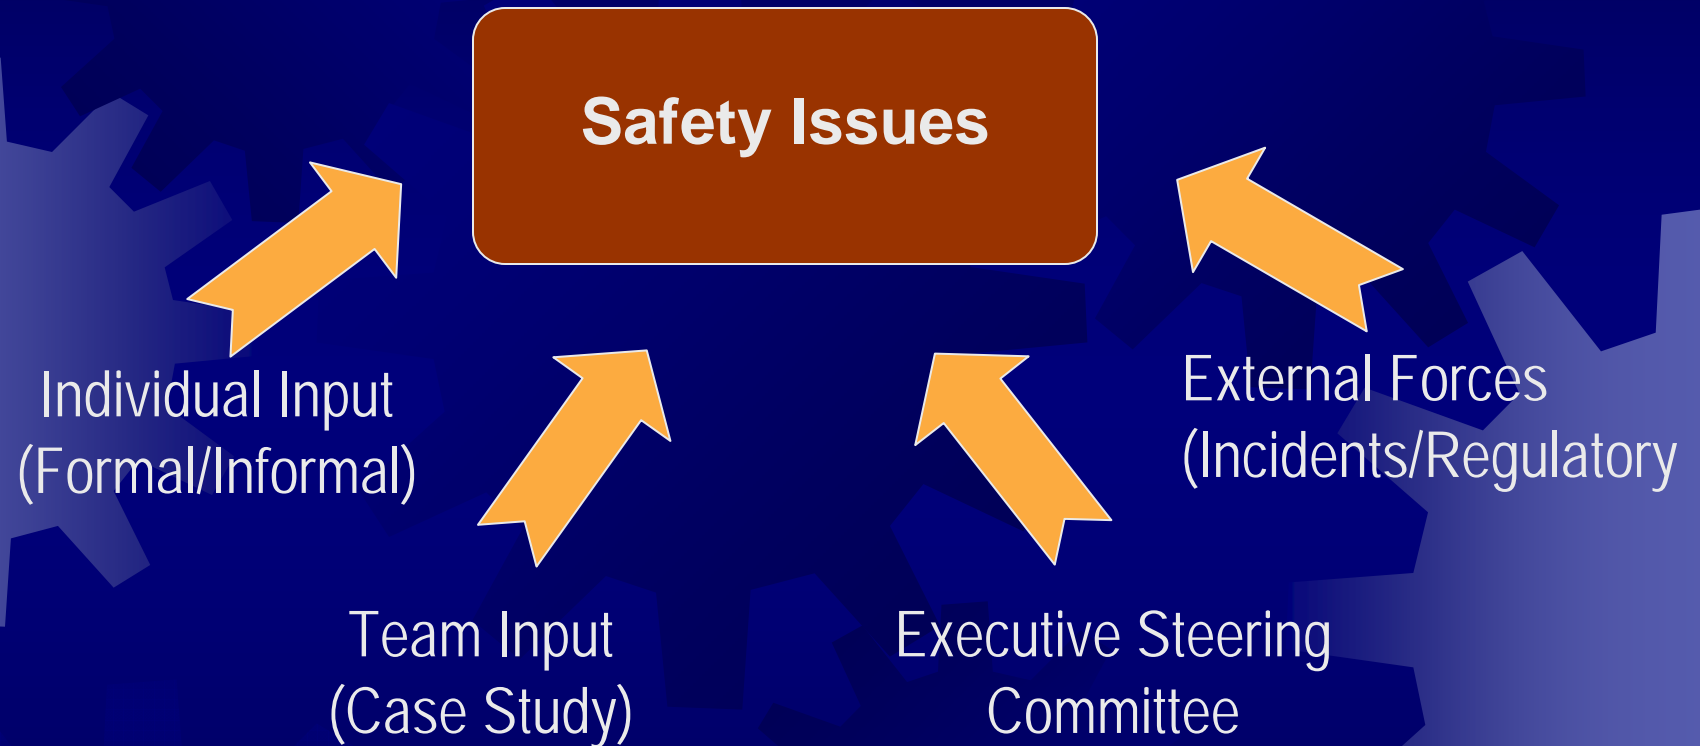 Safety Issues
Individual Input
(Formal/Informal)
External Forces
(Incidents/Regulatory
Team Input
(Case Study)
Executive Steering
Committee